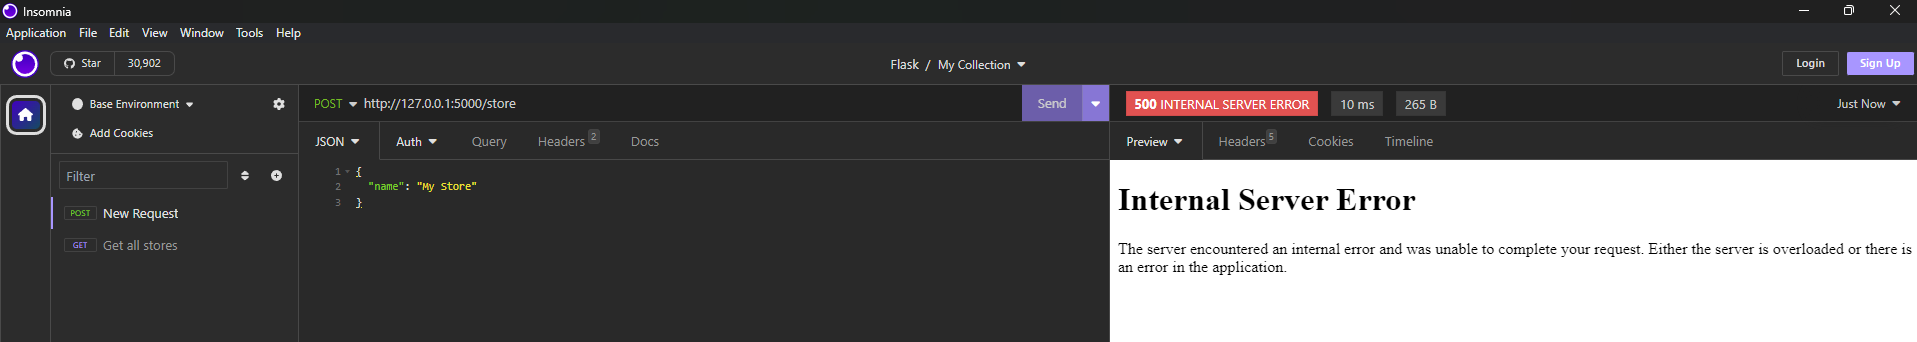 Insomnia
Application File Edit View Window Tools Help
Star 30,902
Flask / My Collection
Login Sign Up
Base Environment
Add Cookies
Filter
POST New Request
GET Get all stores
POST http://127.0.0.1:5000/store
Send
JSON Auth Query Headers 2 Docs
1 {
2 "name": "My Store"
3 }
500 INTERNAL SERVER ERROR 10 ms 265 B
Just Now
Preview Headers 5 Cookies Timeline
Internal Server Error
The server encountered an internal error and was unable to complete your request. Either the server is overloaded or there is
an error in the application.